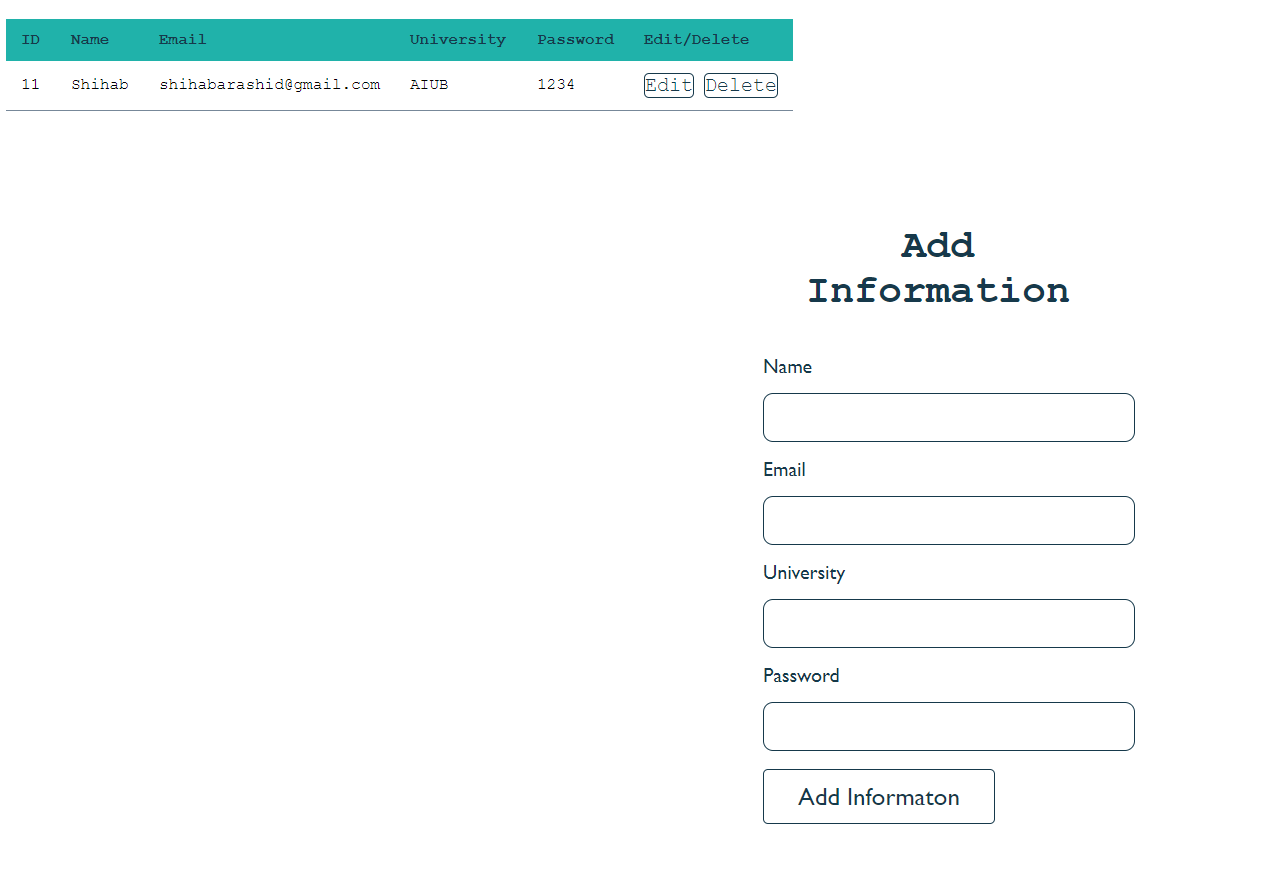 ID Name Email University Password Edit/Delete
11 Shihab shihabarashid@gmail.com AIUB 1234 Edit Delete
Add
Information
Name
Email
University
Password
Add Informaton